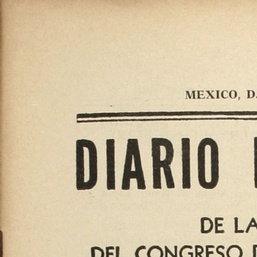 MEXICO, D.
DIARIO
DE LA
DEL CONGRESO